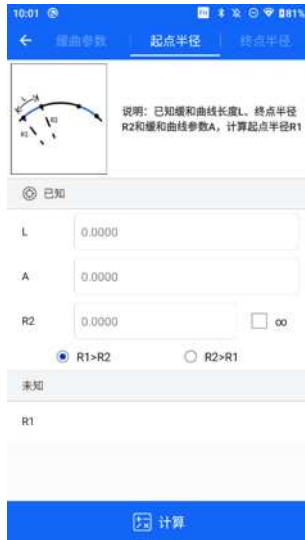 10:01
81%
缓曲参数 起点半径 终点半径
L
R1
R2
说明：已知缓和曲线长度L、终点半径
R2和缓和曲线参数A，计算起点半径R1
已知
L 0.0000
A 0.0000
R2 0.0000 ∞
R1>R2 R2>R1
未知
R1
计算